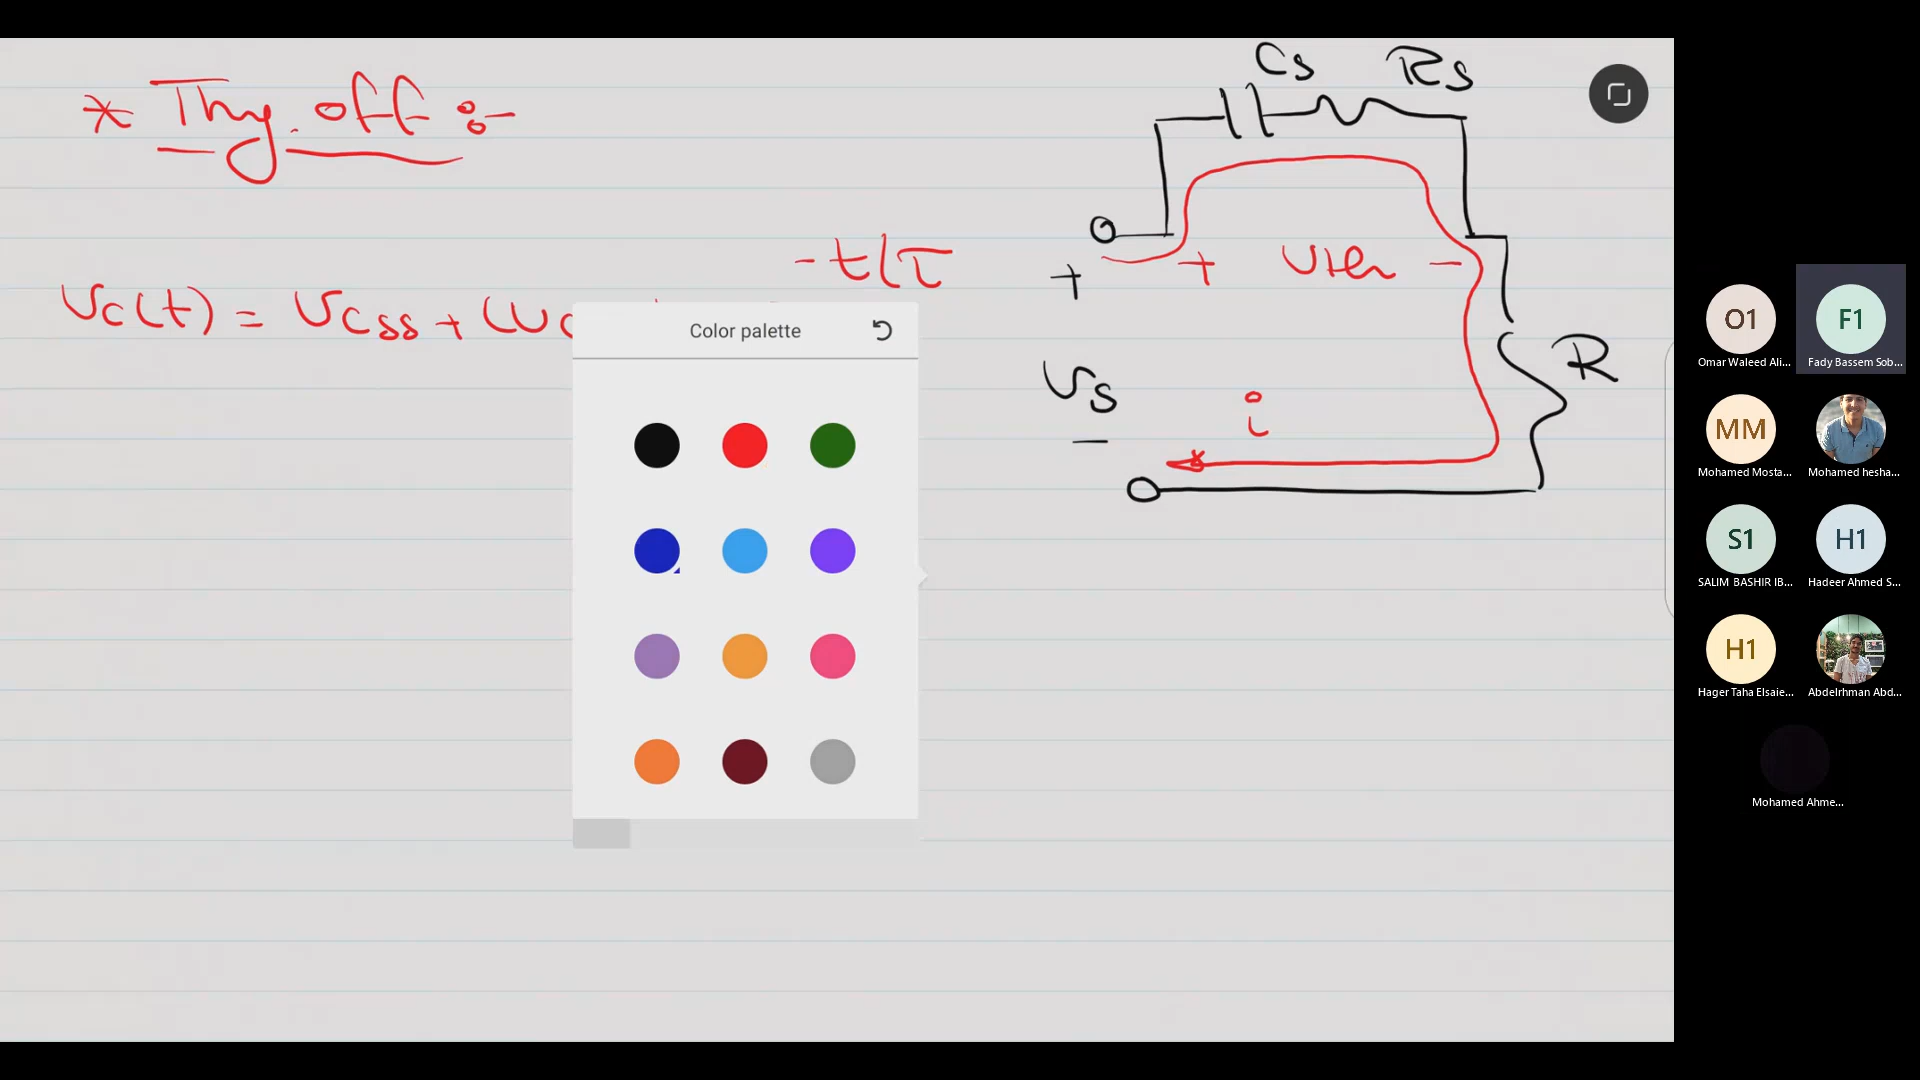 * Thy. off :-
Cs Rs
- t/τ
Vc(t) = Vcss + (Vc
+ Vth -
+
Vs
-
i
R
Color palette
O1
Omar Waleed Ali...
F1
Fady Bassem Sob...
MM
Mohamed Mosta...
Mohamed hesha...
S1
SALIM BASHIR IB...
H1
Hadeer Ahmed S...
H1
Hager Taha Elsaie...
Abdelrhman Abd...
Mohamed Ahme...